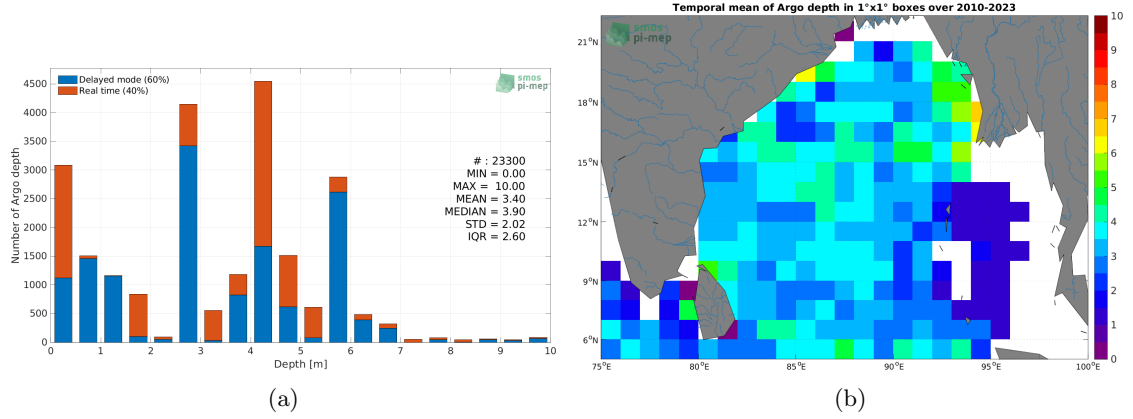 Delayed mode (60%)
Real time (40%)
smos
pi-mep
# : 23300
MIN = 0.00
MAX = 10.00
MEAN = 3.40
MEDIAN = 3.90
STD = 2.02
IQR = 2.60
Number of Argo depth
4500
4000
3500
3000
2500
2000
1500
1000
500
0
0 1 2 3 4 5 6 7 8 9 10
Depth [m]
(a)
Temporal mean of Argo depth in 1°x1° boxes over 2010-2023
smos
pi-mep
21°N
18°N
15°N
12°N
9°N
6°N
75°E 80°E 85°E 90°E 95°E 100°E
10
9
8
7
6
5
4
3
2
1
0
(b)